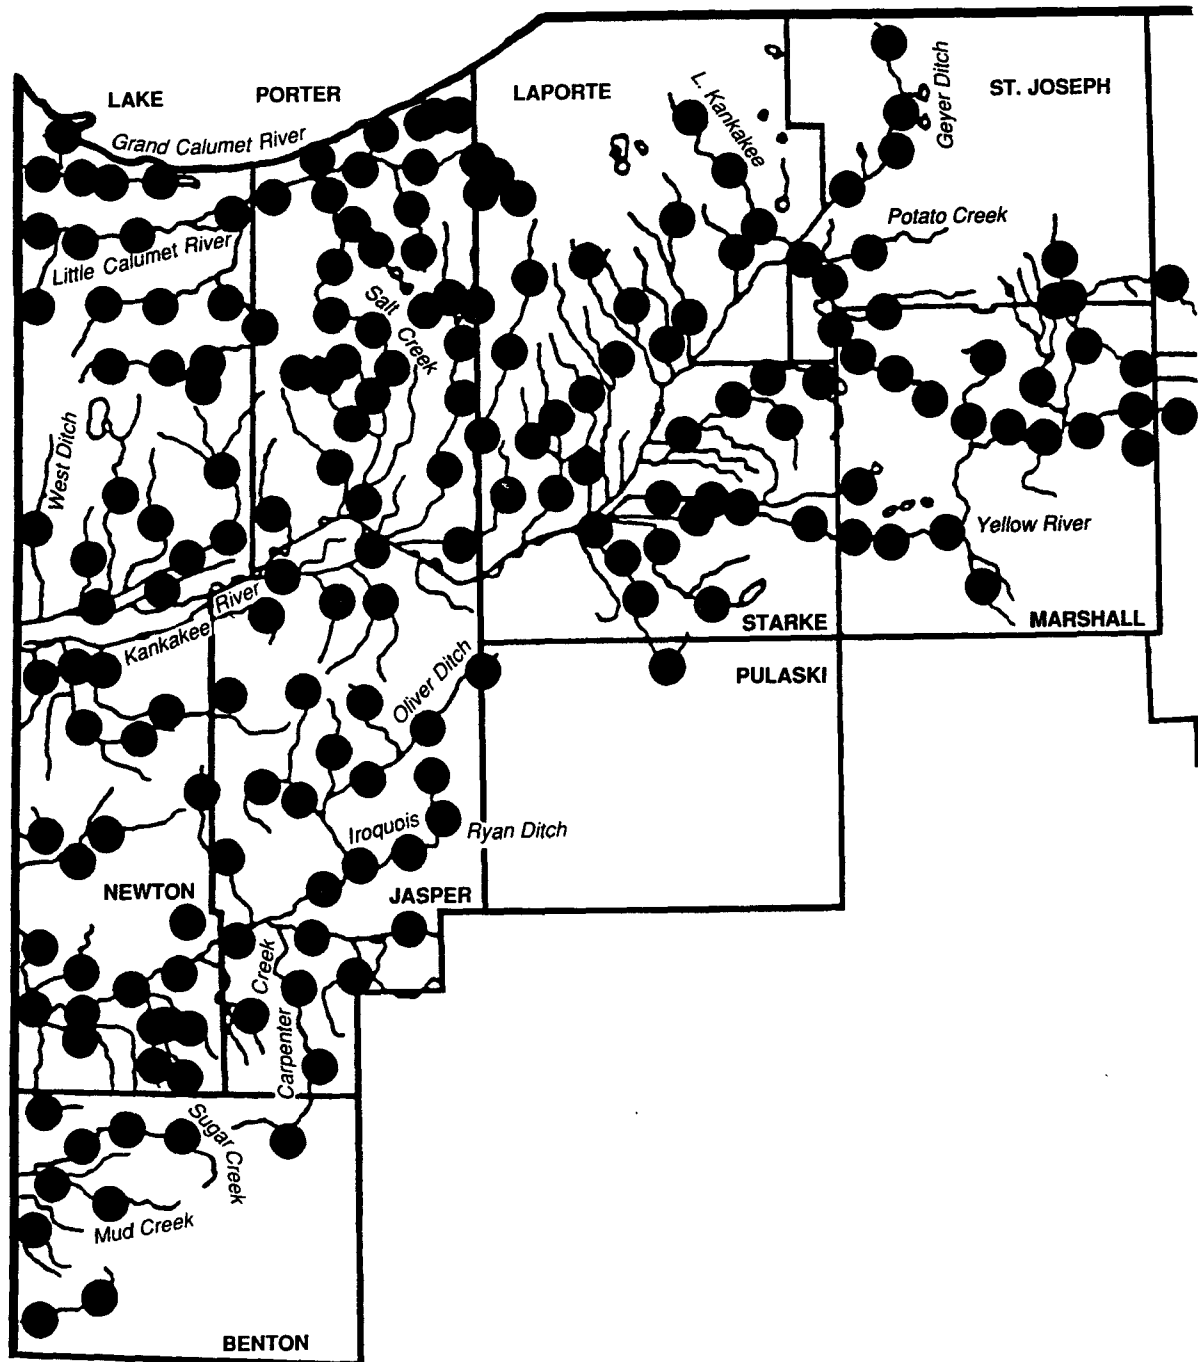 LAKE
PORTER
LAPORTE
ST. JOSEPH
Grand Calumet River
L. Kankakee
Geyer Ditch
Potato Creek
Little Calumet River
Salt Creek
West Ditch
Yellow River
Kankakee River
STARKE
MARSHALL
PULASKI
Oliver Ditch
Iroquois
Ryan Ditch
NEWTON
JASPER
Carpenter Creek
Sugar Creek
Mud Creek
BENTON